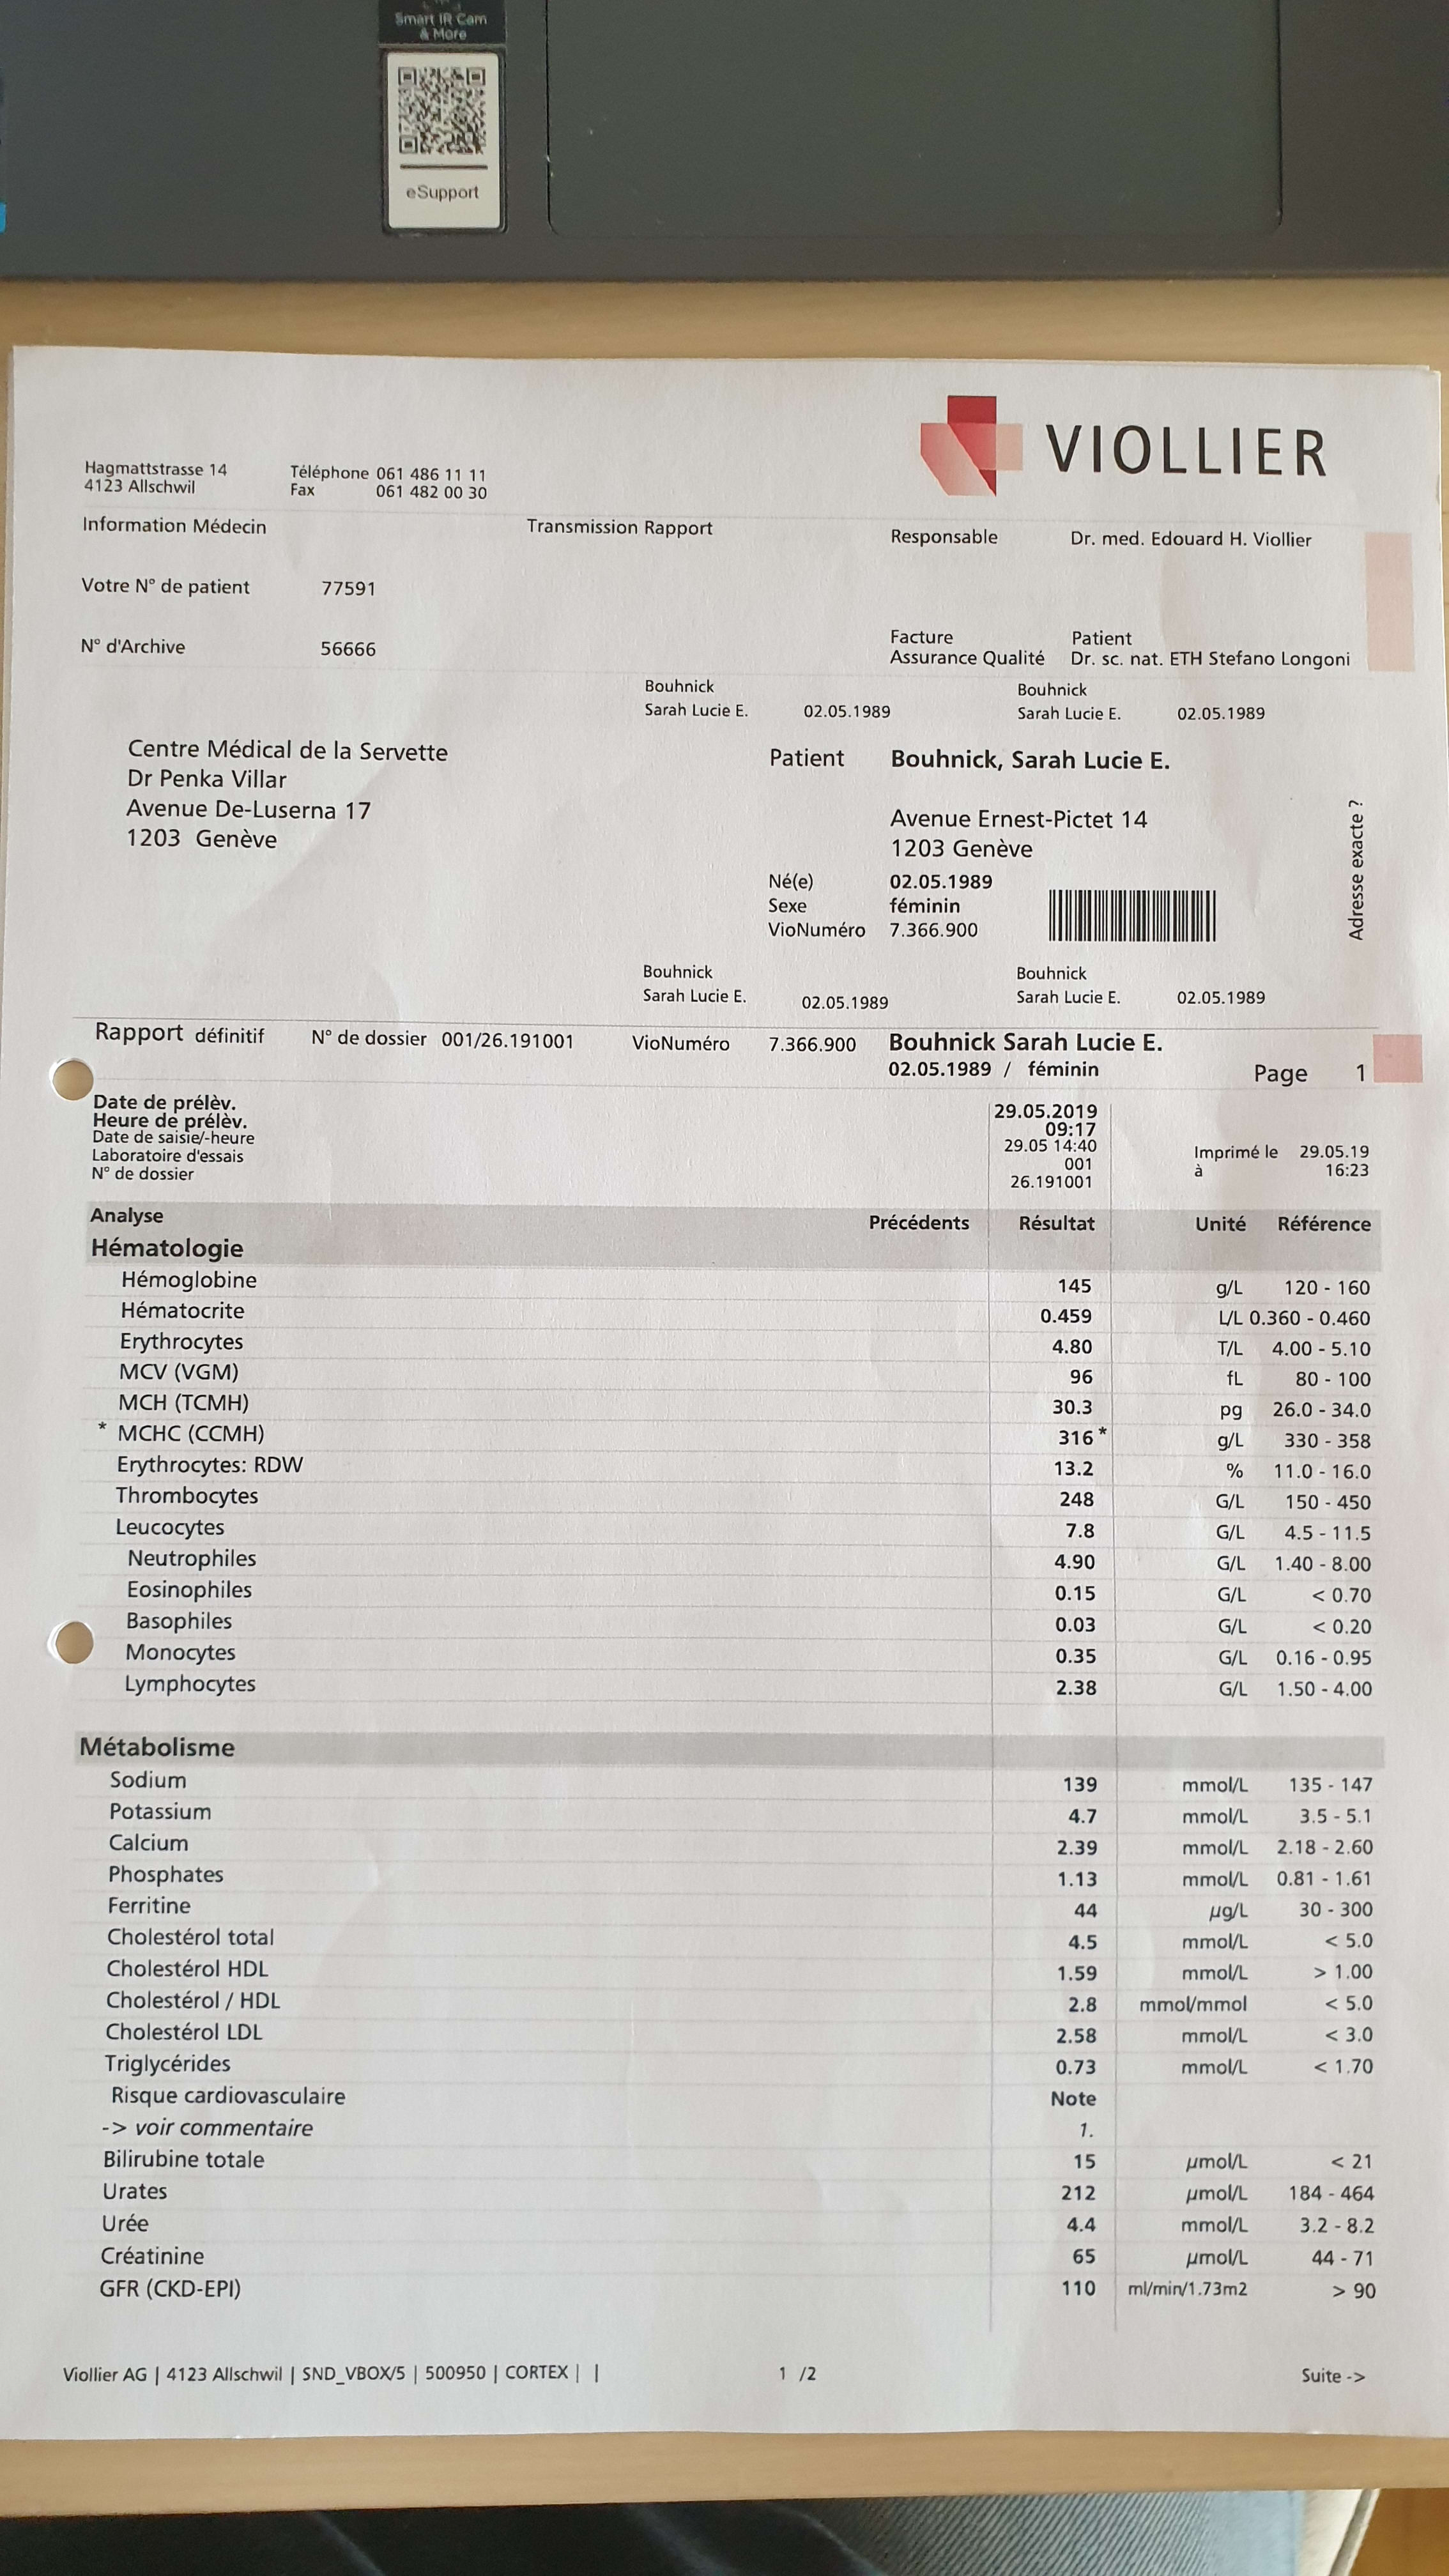 Smart IR Cam
& More
eSupport
VIOLLIER
Hagmattstrasse 14 Téléphone 061 486 11 11
4123 Allschwil Fax 061 482 00 30
Information Médecin Transmission Rapport Responsable Dr. med. Edouard H. Viollier
Votre N° de patient 77591
N° d'Archive 56666 Facture Patient
Assurance Qualité Dr. sc. nat. ETH Stefano Longoni
Bouhnick Bouhnick
Sarah Lucie E. 02.05.1989 Sarah Lucie E. 02.05.1989
Centre Médical de la Servette Patient Bouhnick, Sarah Lucie E.
Dr Penka Villar
Avenue De-Luserna 17 Avenue Ernest-Pictet 14
1203 Genève 1203 Genève
Adresse exacte ?
Né(e) 02.05.1989
Sexe féminin
VioNuméro 7.366.900
Bouhnick Bouhnick
Sarah Lucie E. 02.05.1989 Sarah Lucie E. 02.05.1989
Rapport définitif N° de dossier 001/26.191001 VioNuméro 7.366.900 Bouhnick Sarah Lucie E.
02.05.1989 / féminin Page 1
Date de prélèv. 29.05.2019
Heure de prélèv. 09:17
Date de saisie/-heure 29.05 14:40 Imprimé le 29.05.19
Laboratoire d'essais 001 à 16:23
N° de dossier 26.191001
Analyse Précédents Résultat Unité Référence
Hématologie
Hémoglobine 145 g/L 120 - 160
Hématocrite 0.459 L/L 0.360 - 0.460
Erythrocytes 4.80 T/L 4.00 - 5.10
MCV (VGM) 96 fL 80 - 100
MCH (TCMH) 30.3 pg 26.0 - 34.0
* MCHC (CCMH) 316 * g/L 330 - 358
Erythrocytes: RDW 13.2 % 11.0 - 16.0
Thrombocytes 248 G/L 150 - 450
Leucocytes 7.8 G/L 4.5 - 11.5
Neutrophiles 4.90 G/L 1.40 - 8.00
Eosinophiles 0.15 G/L < 0.70
Basophiles 0.03 G/L < 0.20
Monocytes 0.35 G/L 0.16 - 0.95
Lymphocytes 2.38 G/L 1.50 - 4.00
Métabolisme
Sodium 139 mmol/L 135 - 147
Potassium 4.7 mmol/L 3.5 - 5.1
Calcium 2.39 mmol/L 2.18 - 2.60
Phosphates 1.13 mmol/L 0.81 - 1.61
Ferritine 44 µg/L 30 - 300
Cholestérol total 4.5 mmol/L < 5.0
Cholestérol HDL 1.59 mmol/L > 1.00
Cholestérol / HDL 2.8 mmol/mmol < 5.0
Cholestérol LDL 2.58 mmol/L < 3.0
Triglycérides 0.73 mmol/L < 1.70
Risque cardiovasculaire Note
-> voir commentaire 1.
Bilirubine totale 15 µmol/L < 21
Urates 212 µmol/L 184 - 464
Urée 4.4 mmol/L 3.2 - 8.2
Créatinine 65 µmol/L 44 - 71
GFR (CKD-EPI) 110 ml/min/1.73m2 > 90
Viollier AG | 4123 Allschwil | SND_VBOX/5 | 500950 | CORTEX | | 1 /2 Suite ->